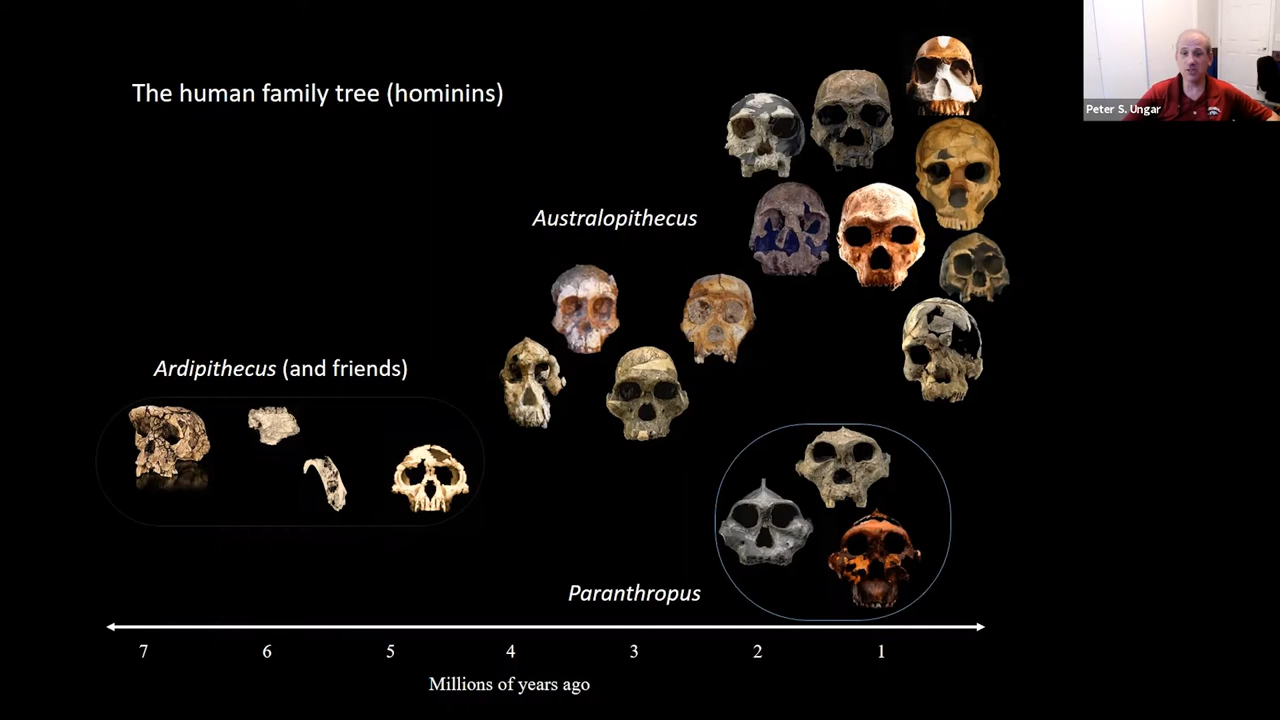 The human family tree (hominins)
Peter S. Ungar
Australopithecus
Ardipithecus (and friends)
Paranthropus
7 6 5 4 3 2 1
Millions of years ago